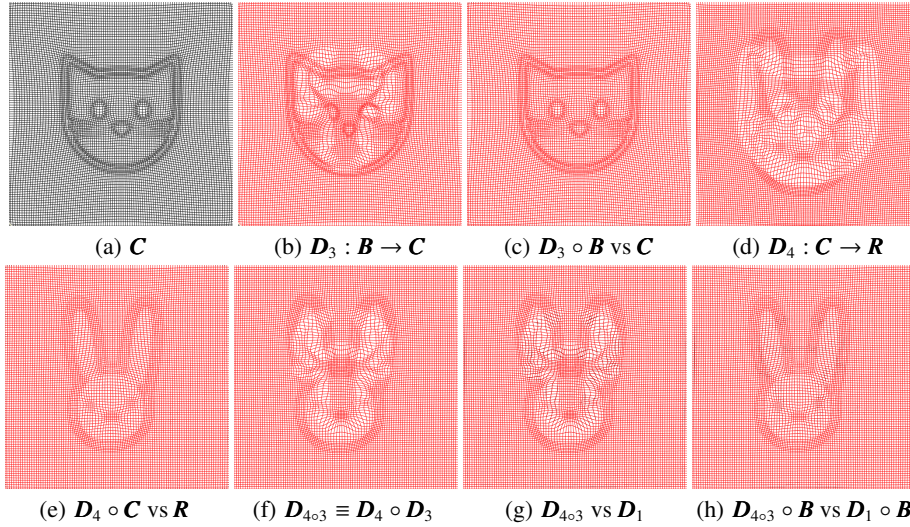 (a) C
(b) D₃ : B → C
(c) D₃ ∘ B vs C
(d) D₄ : C → R
(e) D₄ ∘ C vs R
(f) D₄∘₃ ≡ D₄ ∘ D₃
(g) D₄∘₃ vs D₁
(h) D₄∘₃ ∘ B vs D₁ ∘ B